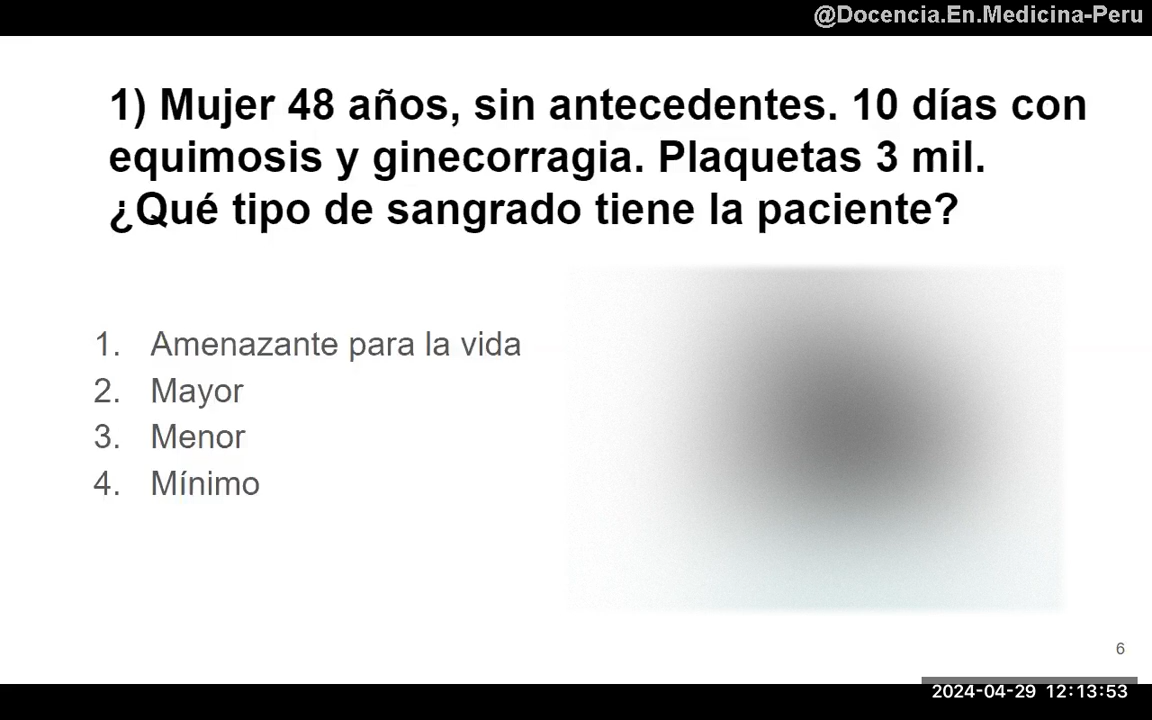 @Docencia.En.Medicina-Peru
1) Mujer 48 años, sin antecedentes. 10 días con
equimosis y ginecorragia. Plaquetas 3 mil.
¿Qué tipo de sangrado tiene la paciente?
1. Amenazante para la vida
2. Mayor
3. Menor
4. Mínimo
6
2024-04-29 12:13:53